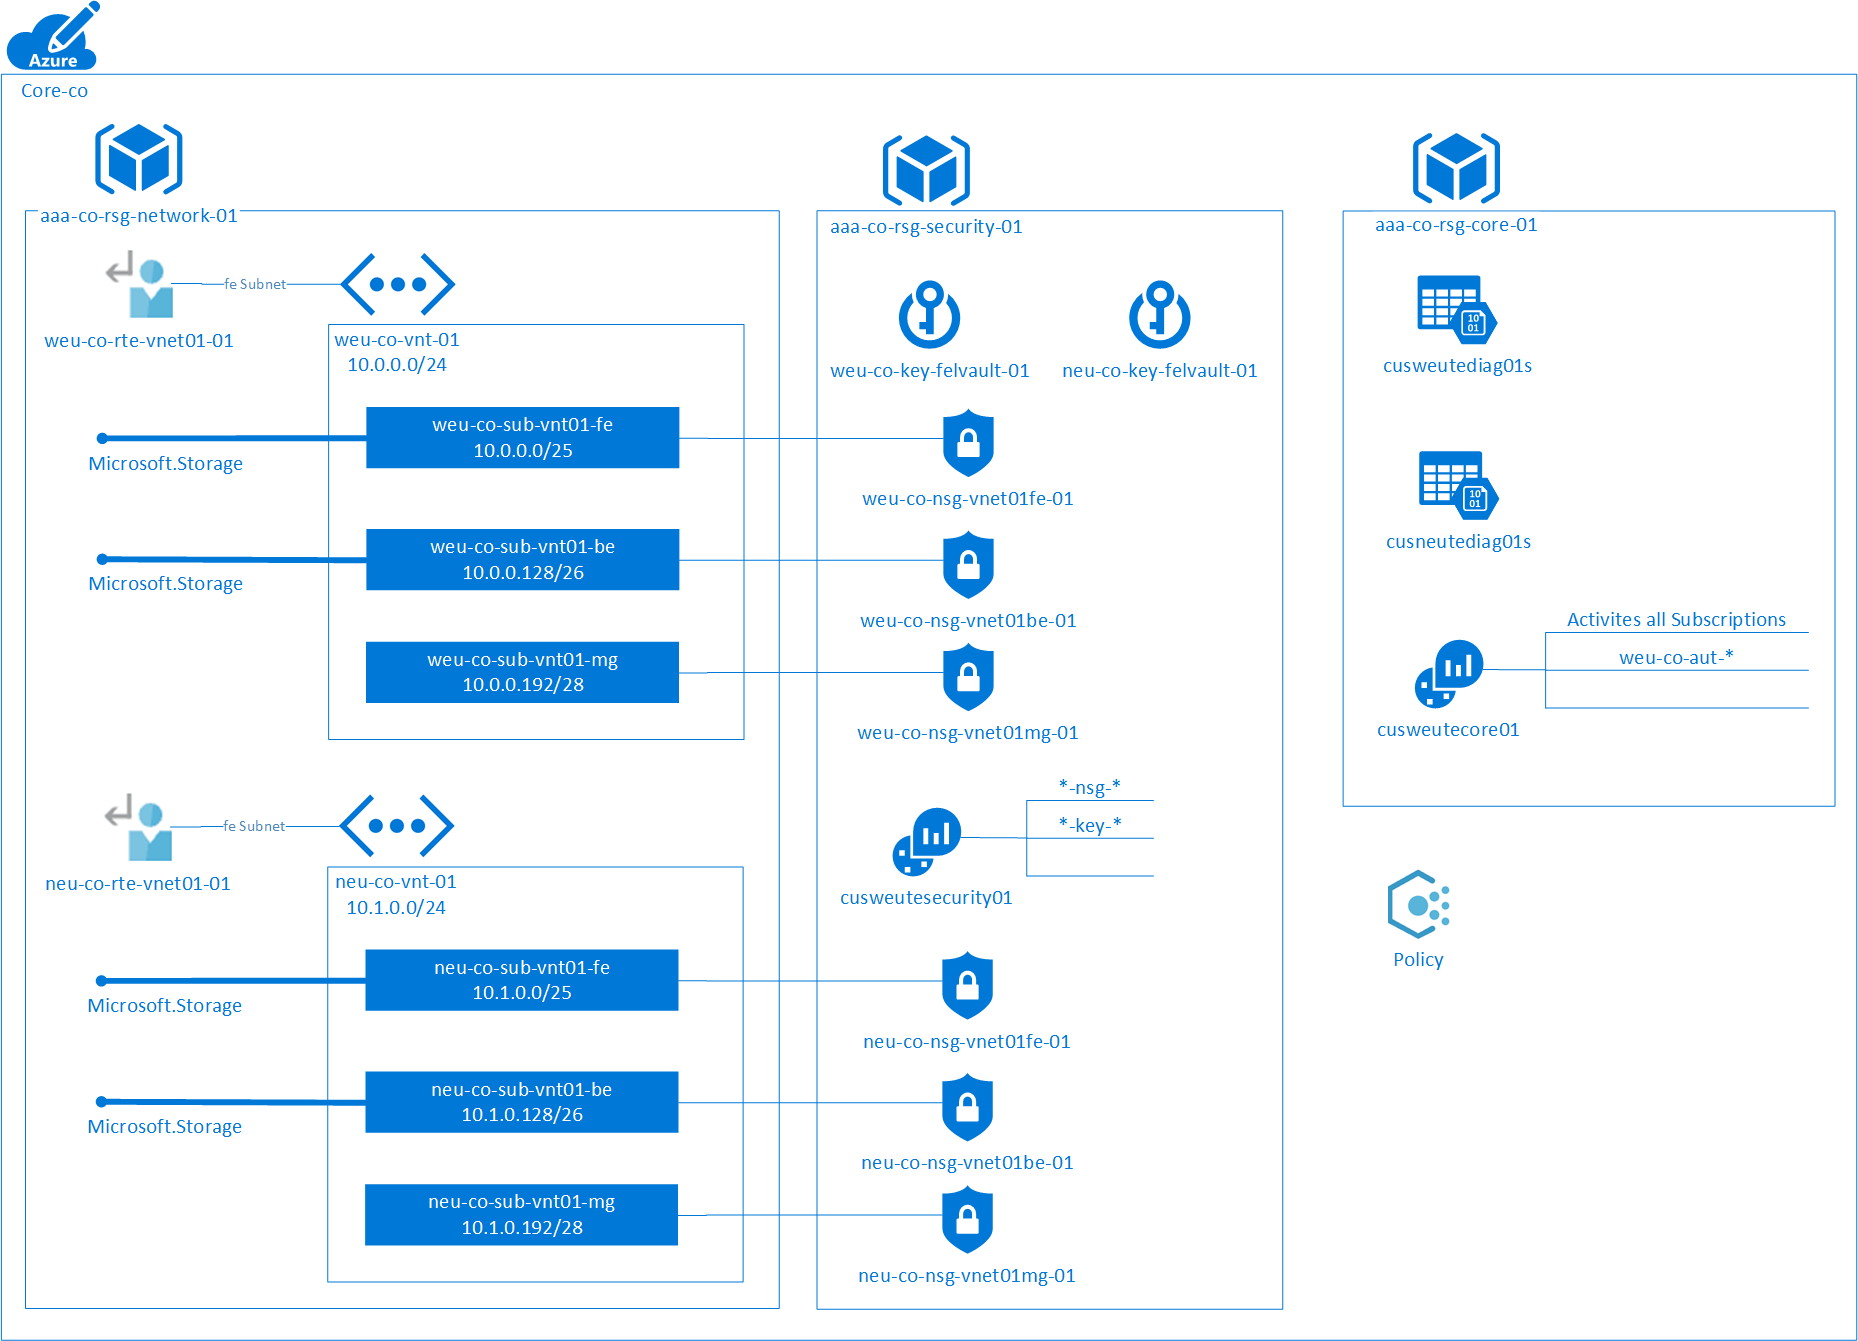 Azure
Core-co
aaa-co-rsg-network-01
weu-co-rte-vnet01-01
fe Subnet
weu-co-vnt-01
10.0.0.0/24
weu-co-sub-vnt01-fe
10.0.0.0/25
Microsoft.Storage
weu-co-sub-vnt01-be
10.0.0.128/26
Microsoft.Storage
weu-co-sub-vnt01-mg
10.0.0.192/28
neu-co-rte-vnet01-01
fe Subnet
neu-co-vnt-01
10.1.0.0/24
neu-co-sub-vnt01-fe
10.1.0.0/25
Microsoft.Storage
neu-co-sub-vnt01-be
10.1.0.128/26
Microsoft.Storage
neu-co-sub-vnt01-mg
10.1.0.192/28
aaa-co-rsg-security-01
weu-co-key-felvault-01
neu-co-key-felvault-01
weu-co-nsg-vnet01fe-01
weu-co-nsg-vnet01be-01
weu-co-nsg-vnet01mg-01
*-nsg-*
*-key-*
cusweutesecurity01
neu-co-nsg-vnet01fe-01
neu-co-nsg-vnet01be-01
neu-co-nsg-vnet01mg-01
aaa-co-rsg-core-01
10
01
cusweutediag01s
10
01
cusneutediag01s
Activites all Subscriptions
weu-co-aut-*
cusweutecore01
Policy